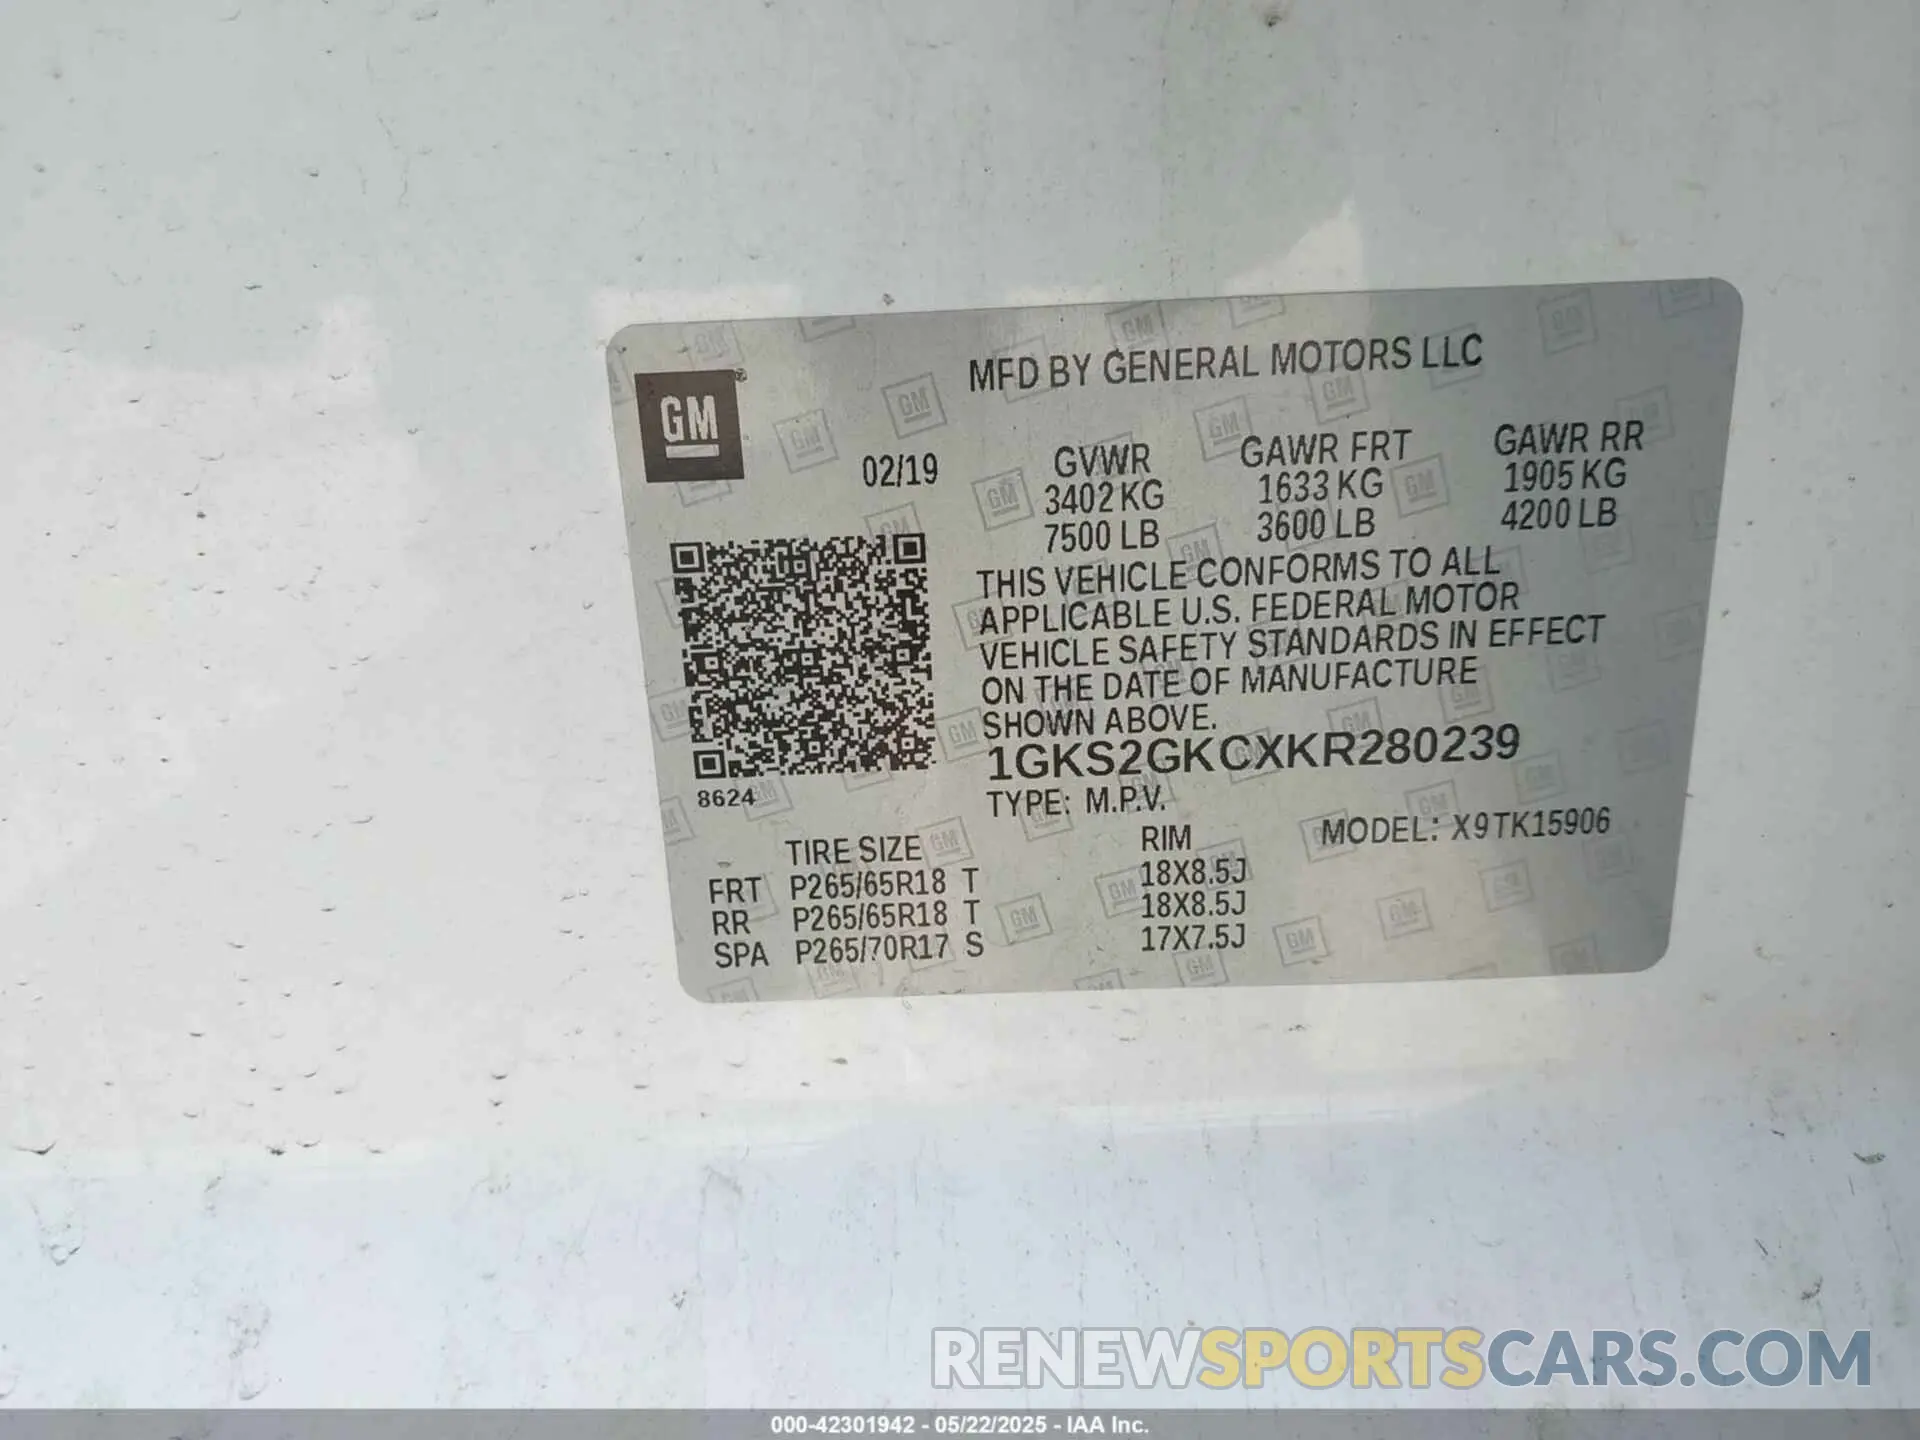 MFD BY GENERAL MOTORS LLC
GM
02/19 GVWR GAWR FRT GAWR RR
3402 KG 1633 KG 1905 KG
7500 LB 3600 LB 4200 LB
THIS VEHICLE CONFORMS TO ALL
APPLICABLE U.S. FEDERAL MOTOR
VEHICLE SAFETY STANDARDS IN EFFECT
ON THE DATE OF MANUFACTURE
SHOWN ABOVE.
1GKS2GKCXKR280239
8624
TYPE: M.P.V.
MODEL: X9TK15906
TIRE SIZE RIM
FRT P265/65R18 T 18X8.5J
RR P265/65R18 T 18X8.5J
SPA P265/70R17 S 17X7.5J
RENEWSPORTSCARS.COM
000-42301942 - 05/22/2025 - IAA Inc.